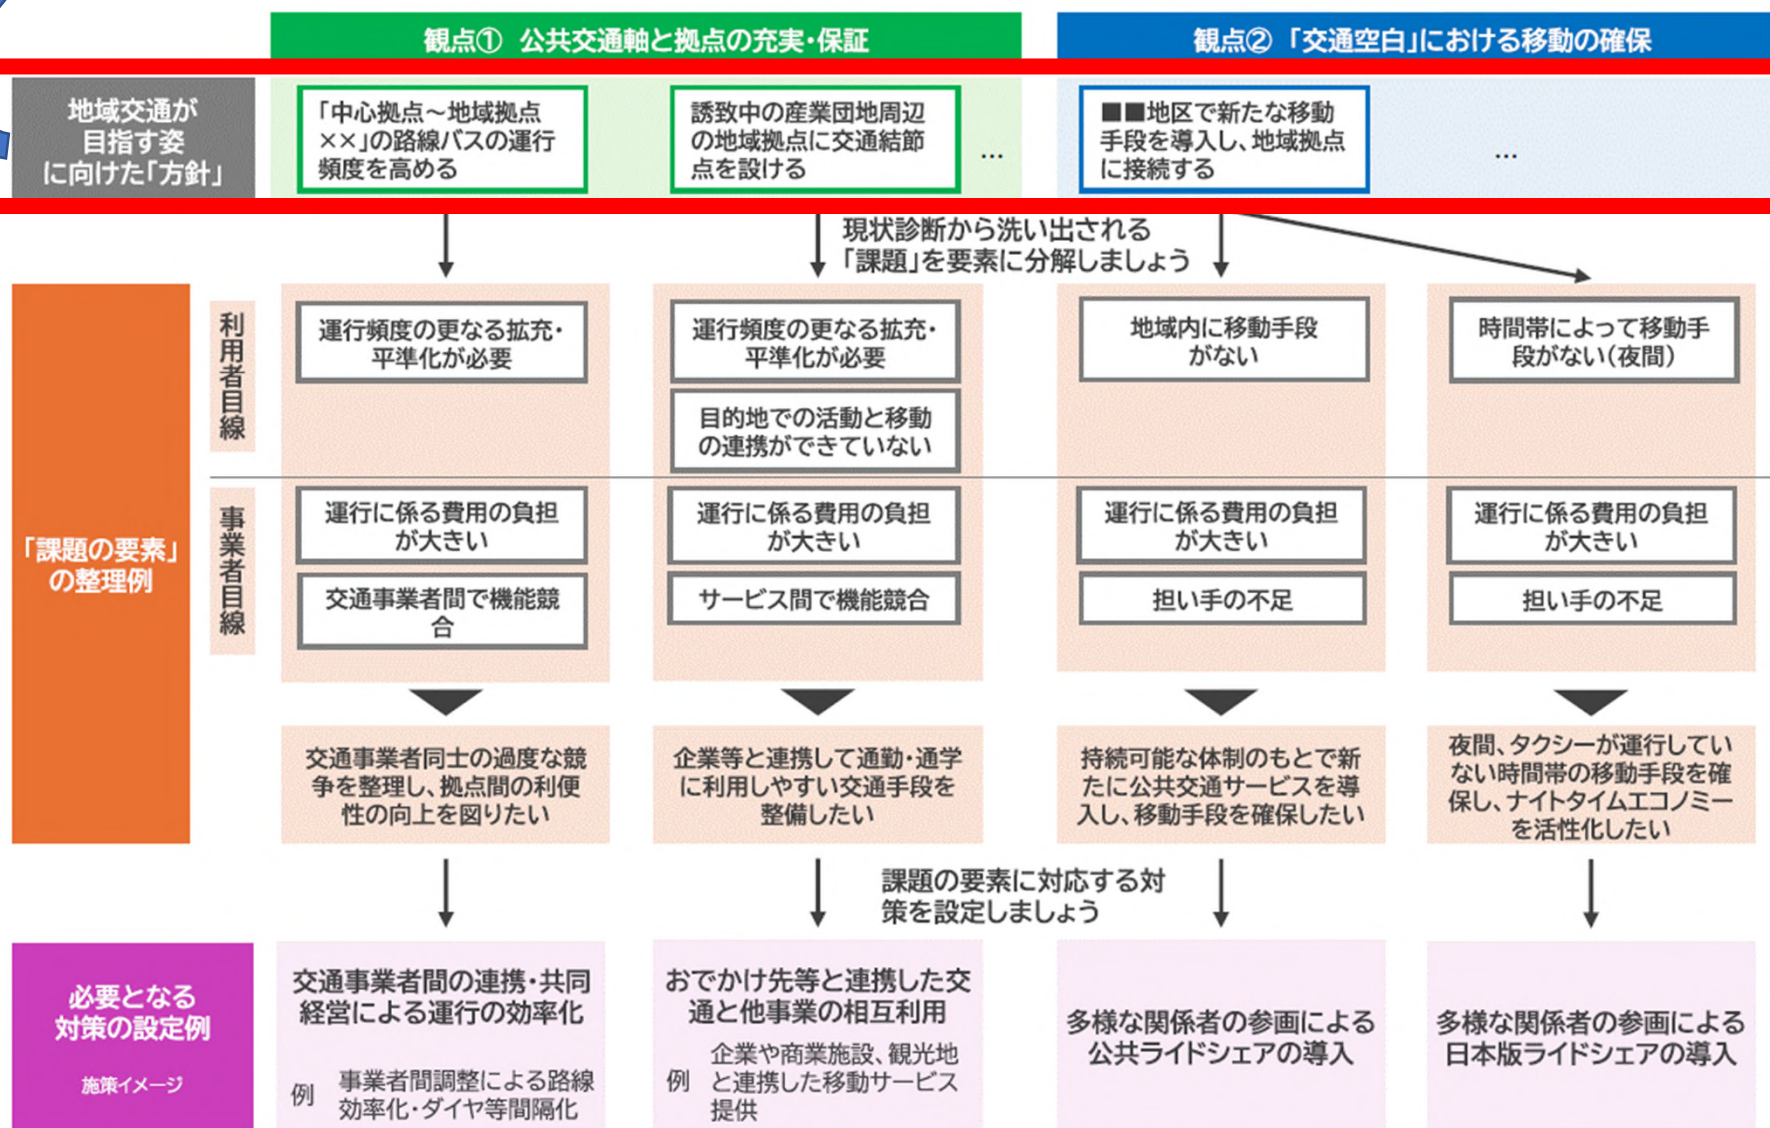 観点① 公共交通軸と拠点の充実・保証
観点②「交通空白」における移動の確保
地域交通が
目指す姿
に向けた「方針」
「中心拠点～地域拠点
××」の路線バスの運行
頻度を高める
誘致中の産業団地周辺
の地域拠点に交通結節
点を設ける
…
■■地区で新たな移動
手段を導入し、地域拠点
に接続する
…
現状診断から洗い出される
「課題」を要素に分解しましょう
「課題の要素」
の整理例
利用者目線
運行頻度の更なる拡充・
平準化が必要
運行頻度の更なる拡充・
平準化が必要
目的地での活動と移動
の連携ができていない
地域内に移動手段
がない
時間帯によって移動手
段がない（夜間）
事業者目線
運行に係る費用の負担
が大きい
交通事業者間で機能競
合
運行に係る費用の負担
が大きい
サービス間で機能競合
運行に係る費用の負担
が大きい
担い手の不足
運行に係る費用の負担
が大きい
担い手の不足
交通事業者同士の過度な競
争を整理し、拠点間の利便
性の向上を図りたい
企業等と連携して通勤・通学
に利用しやすい交通手段を
整備したい
持続可能な体制のもとで新
たに公共交通サービスを導
入し、移動手段を確保したい
夜間、タクシーが運行してい
ない時間帯の移動手段を確
保し、ナイトタイムエコノミー
を活性化したい
課題の要素に対応する対
策を設定しましょう
必要となる
対策の設定例
施策イメージ
交通事業者間の連携・共同
経営による運行の効率化
例 事業者間調整による路線
効率化・ダイヤ等間隔化
おでかけ先等と連携した交
通と他事業の相互利用
企業や商業施設、観光地
例 と連携した移動サービス
提供
多様な関係者の参画による
公共ライドシェアの導入
多様な関係者の参画による
日本版ライドシェアの導入